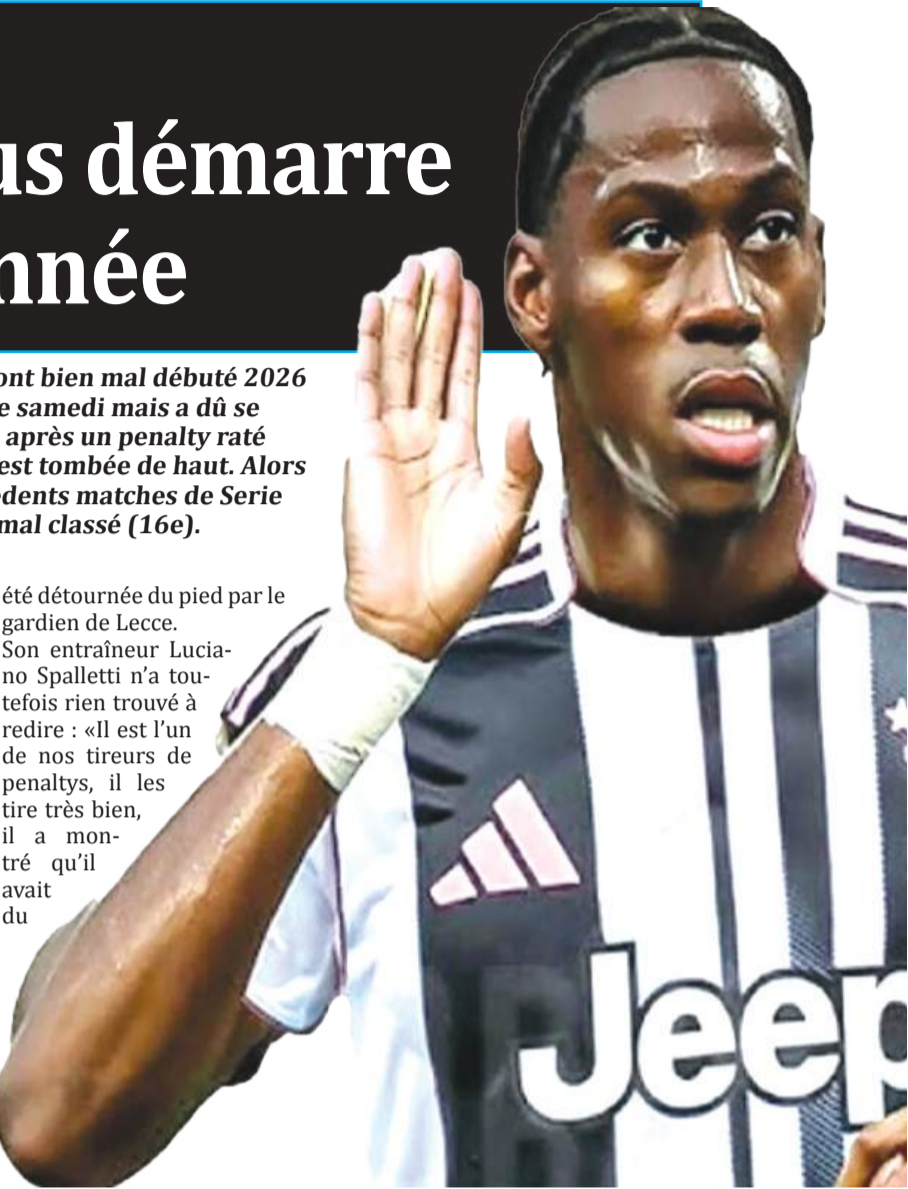 us démarre
nnée
ont bien mal débuté 2026
e samedi mais a dû se
après un penalty raté
est tombée de haut. Alors
édents matches de Serie
mal classé (16e).
été détournée du pied par le
gardien de Lecce.
Son entraîneur Lucia-
no Spalletti n’a tou-
tefois rien trouvé à
redire : «Il est l’un
de nos tireurs de
penaltys, il les
tire très bien,
il a mon-
tré qu’il
avait
du
Jeep